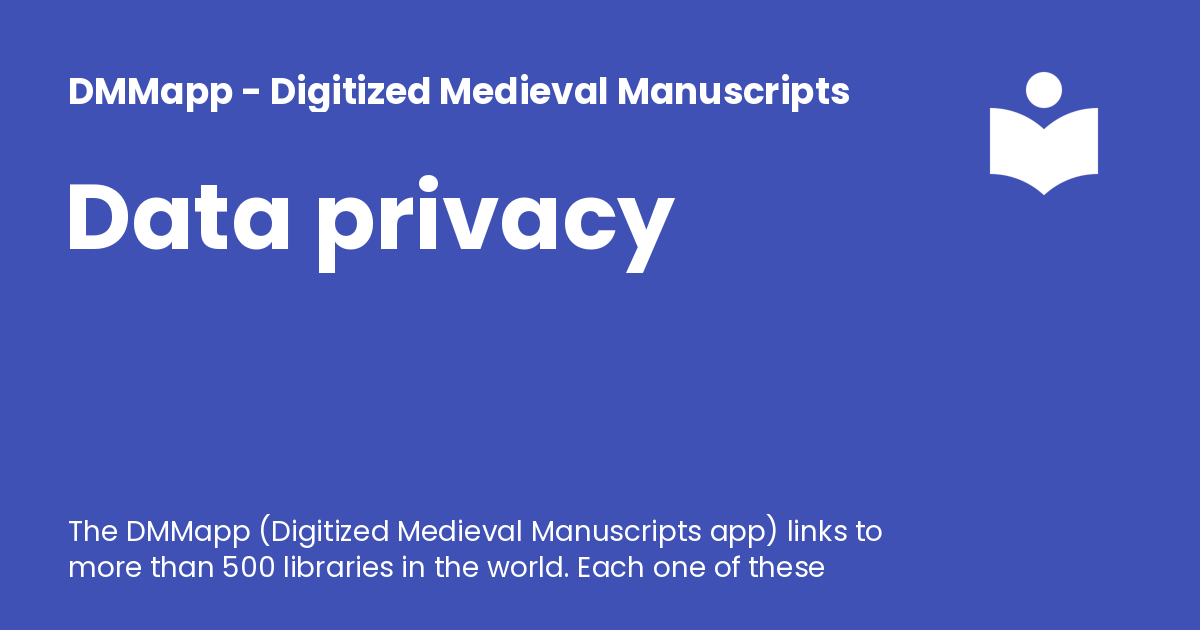 DMMapp - Digitized Medieval Manuscripts
Data privacy
The DMMapp (Digitized Medieval Manuscripts app) links to
more than 500 libraries in the world. Each one of these